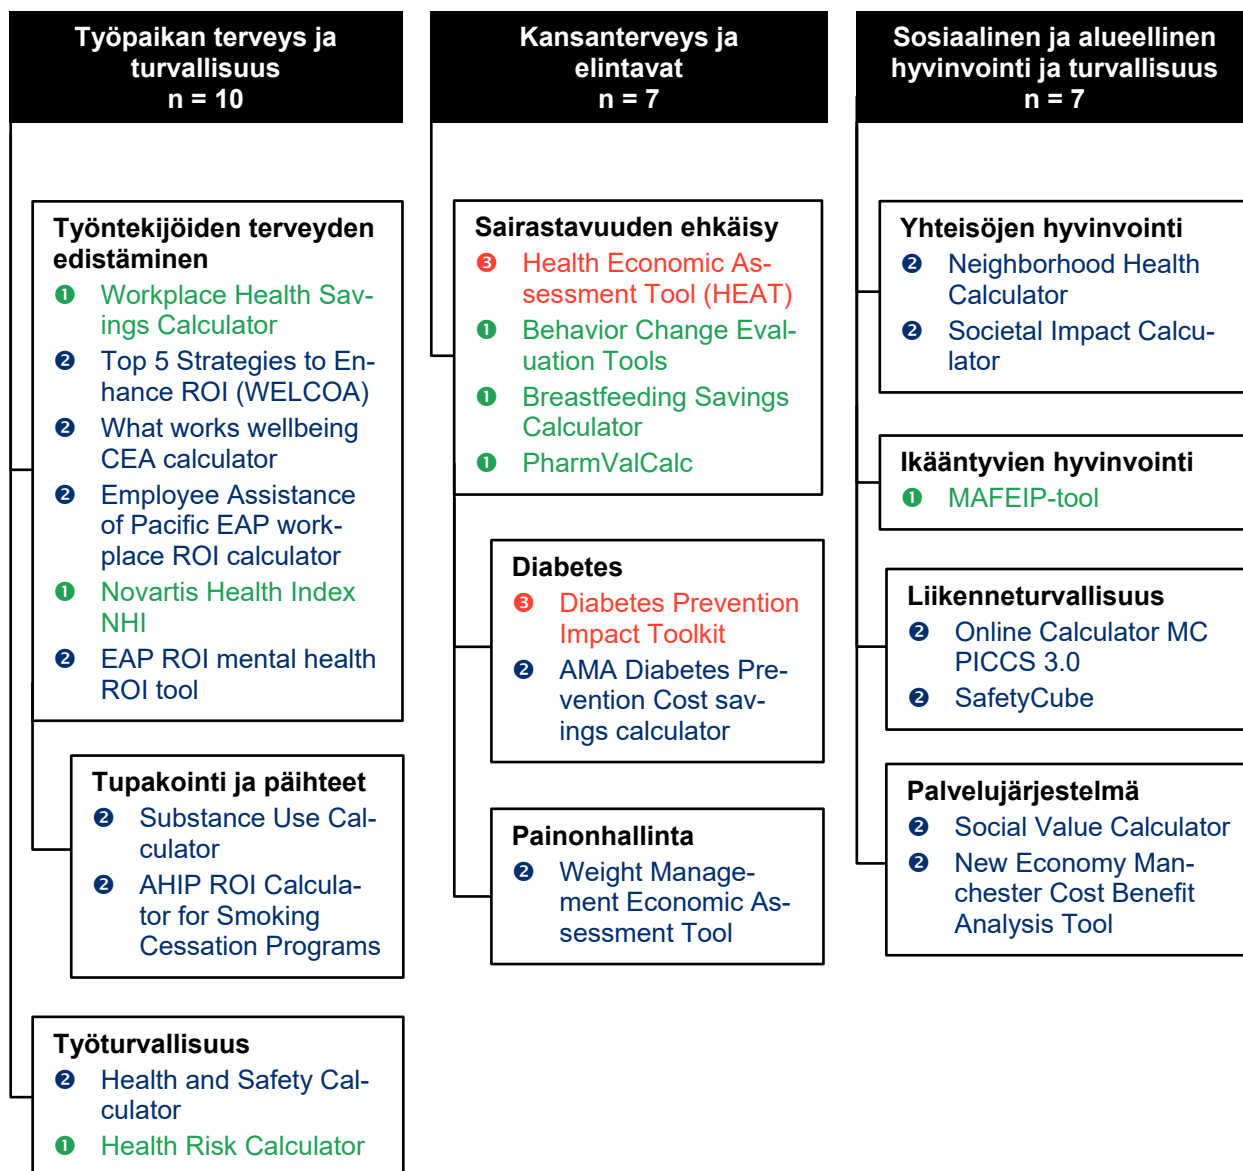 Työpaikan terveys ja
turvallisuus
n = 10
Työntekijöiden terveyden
edistäminen
❶ Workplace Health Sav-
ings Calculator
❷ Top 5 Strategies to En-
hance ROI (WELCOA)
❷ What works wellbeing
CEA calculator
❷ Employee Assistance
of Pacific EAP work-
place ROI calculator
❶ Novartis Health Index
NHI
❷ EAP ROI mental health
ROI tool
Tupakointi ja päihteet
❷ Substance Use Cal-
culator
❷ AHIP ROI Calcula-
tor for Smoking
Cessation Programs
Työturvallisuus
❷ Health and Safety Cal-
culator
❶ Health Risk Calculator
Kansanterveys ja
elintavat
n = 7
Sairastavuuden ehkäisy
❸ Health Economic As-
sessment Tool (HEAT)
❶ Behavior Change Eval-
uation Tools
❶ Breastfeeding Savings
Calculator
❶ PharmValCalc
Diabetes
❸ Diabetes Prevention
Impact Toolkit
❷ AMA Diabetes Pre-
vention Cost sav-
ings calculator
Painonhallinta
❷ Weight Manage-
ment Economic As-
sessment Tool
Sosiaalinen ja alueellinen
hyvinvointi ja turvallisuus
n = 7
Yhteisöjen hyvinvointi
❷ Neighborhood Health
Calculator
❷ Societal Impact Calcu-
lator
Ikääntyvien hyvinvointi
❶ MAFEIP-tool
Liikenneturvallisuus
❷ Online Calculator MC
PICCS 3.0
❷ SafetyCube
Palvelujärjestelmä
❷ Social Value Calculator
❷ New Economy Man-
chester Cost Benefit
Analysis Tool